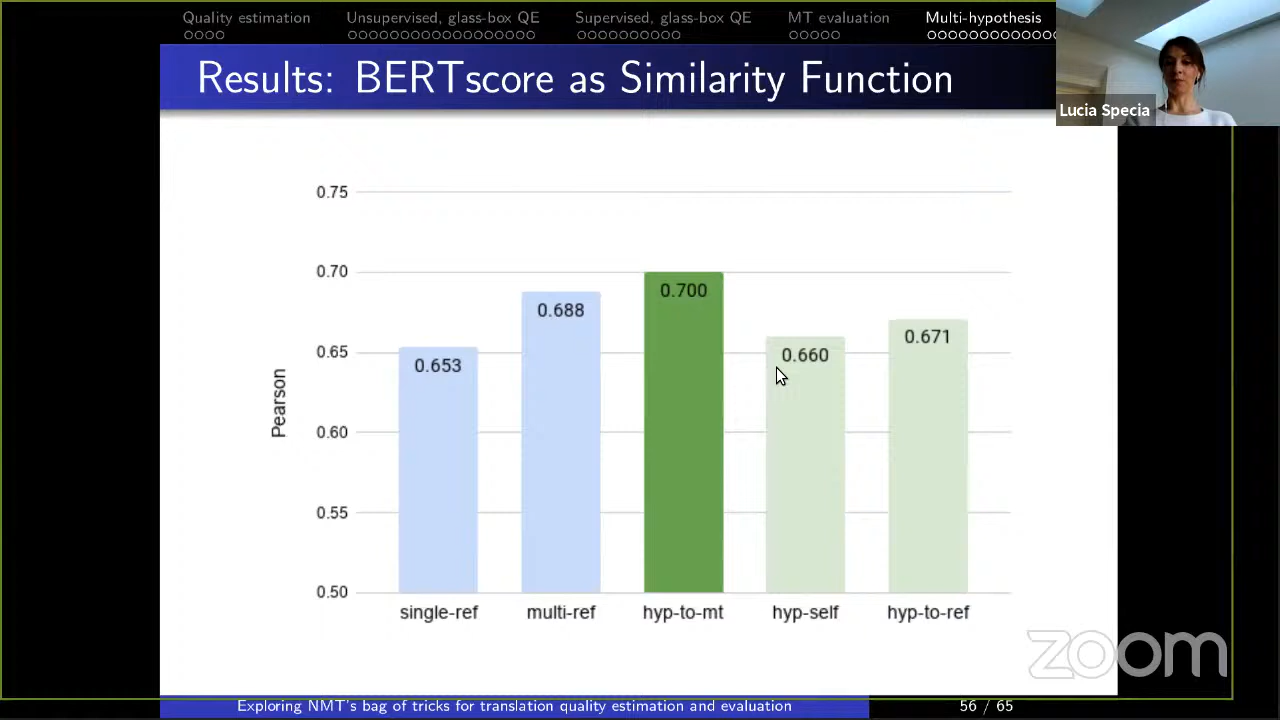 Quality estimation Unsupervised, glass-box QE Supervised, glass-box QE MT evaluation Multi-hypothesis
Results: BERTscore as Similarity Function
Lucia Specia
0.75
0.70
0.65
0.60
0.55
0.50
Pearson
0.653
0.688
0.700
0.660
0.671
single-ref multi-ref hyp-to-mt hyp-self hyp-to-ref
zoom
Exploring NMT's bag of tricks for translation quality estimation and evaluation 56 / 65